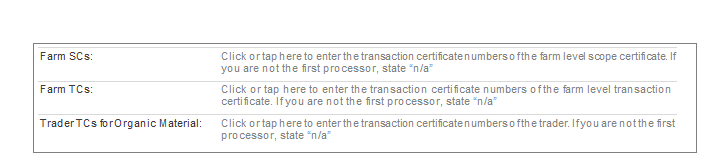 Farm SCs: Click or tap here to enter the transaction certificate numbers of the farm level scope certificate. If
you are not the first processor, state “n/a”
Farm TCs: Click or tap here to enter the transaction certificate numbers of the farm level transaction
certificate. If you are not the first processor, state “n/a”
Trader TCs for Organic Material: Click or tap here to enter the transaction certificate numbers of the trader. If you are not the first
processor, state “n/a”